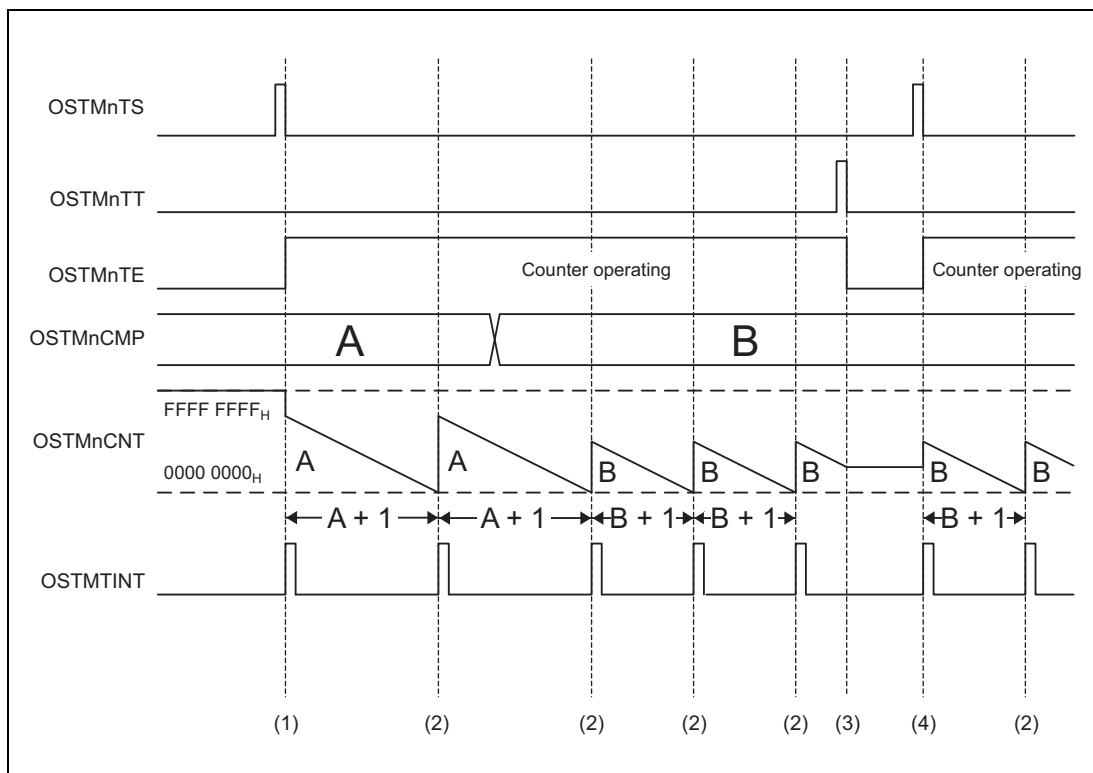 OSTMnTS
OSTMnTT
OSTMnTE
Counter operating
Counter operating
OSTMnCMP
A
B
OSTMnCNT
FFFF FFFFH
0000 0000H
A
A
B
B
B
B
B
A + 1
A + 1
B + 1
B + 1
B + 1
OSTMTINT
(1)
(2)
(2)
(2)
(2)
(3)
(4)
(2)